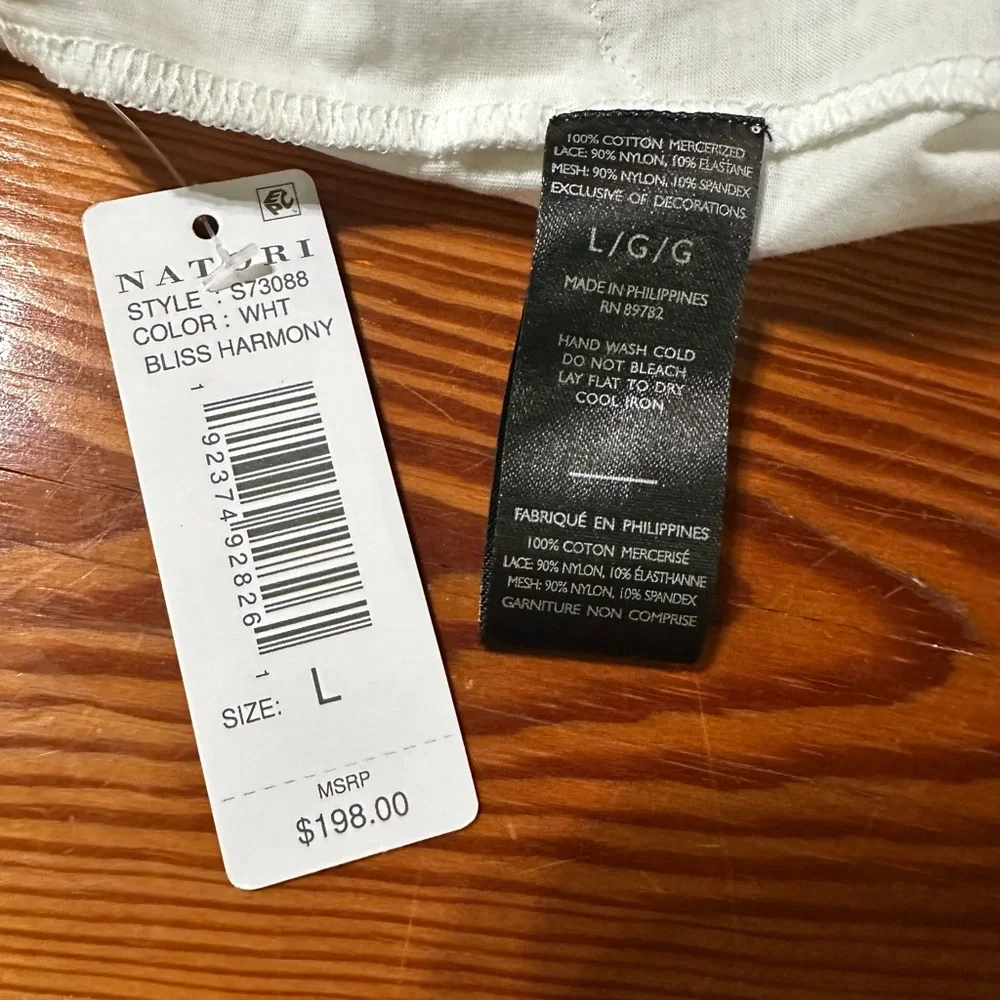 NATORI
STYLE : S73088
COLOR : WHT
BLISS HARMONY
1 92374 92826 1
SIZE: L
MSRP
$198.00
100% COTTON MERCERIZED
LACE: 90% NYLON, 10% ELASTANE
MESH: 90% NYLON, 10% SPANDEX
EXCLUSIVE OF DECORATIONS
L/G/G
MADE IN PHILIPPINES
RN 89782
HAND WASH COLD
DO NOT BLEACH
LAY FLAT TO DRY
COOL IRON
FABRIQUÉ EN PHILIPPINES
100% COTON MERCERISÉ
LACE: 90% NYLON, 10% ÉLASTHANNE
MESH: 90% NYLON, 10% SPANDEX
GARNITURE NON COMPRISE